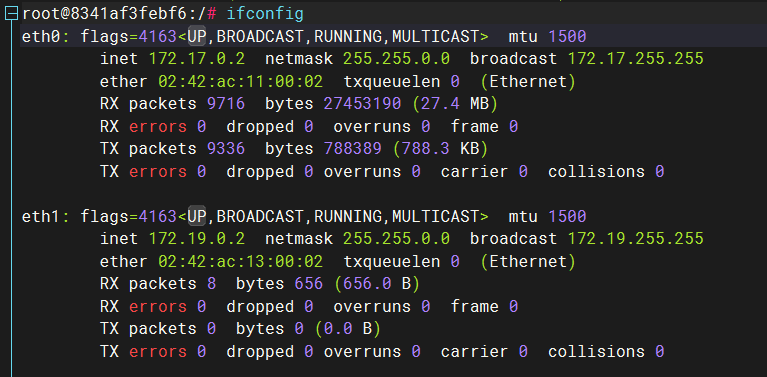 root@8341af3febf6:/# ifconfig
eth0: flags=4163<UP,BROADCAST,RUNNING,MULTICAST>  mtu 1500
        inet 172.17.0.2  netmask 255.255.0.0  broadcast 172.17.255.255
        ether 02:42:ac:11:00:02  txqueuelen 0  (Ethernet)
        RX packets 9716  bytes 27453190 (27.4 MB)
        RX errors 0  dropped 0  overruns 0  frame 0
        TX packets 9336  bytes 788389 (788.3 KB)
        TX errors 0  dropped 0 overruns 0  carrier 0  collisions 0

eth1: flags=4163<UP,BROADCAST,RUNNING,MULTICAST>  mtu 1500
        inet 172.19.0.2  netmask 255.255.0.0  broadcast 172.19.255.255
        ether 02:42:ac:13:00:02  txqueuelen 0  (Ethernet)
        RX packets 8  bytes 656 (656.0 B)
        RX errors 0  dropped 0  overruns 0  frame 0
        TX packets 0  bytes 0 (0.0 B)
        TX errors 0  dropped 0 overruns 0  carrier 0  collisions 0